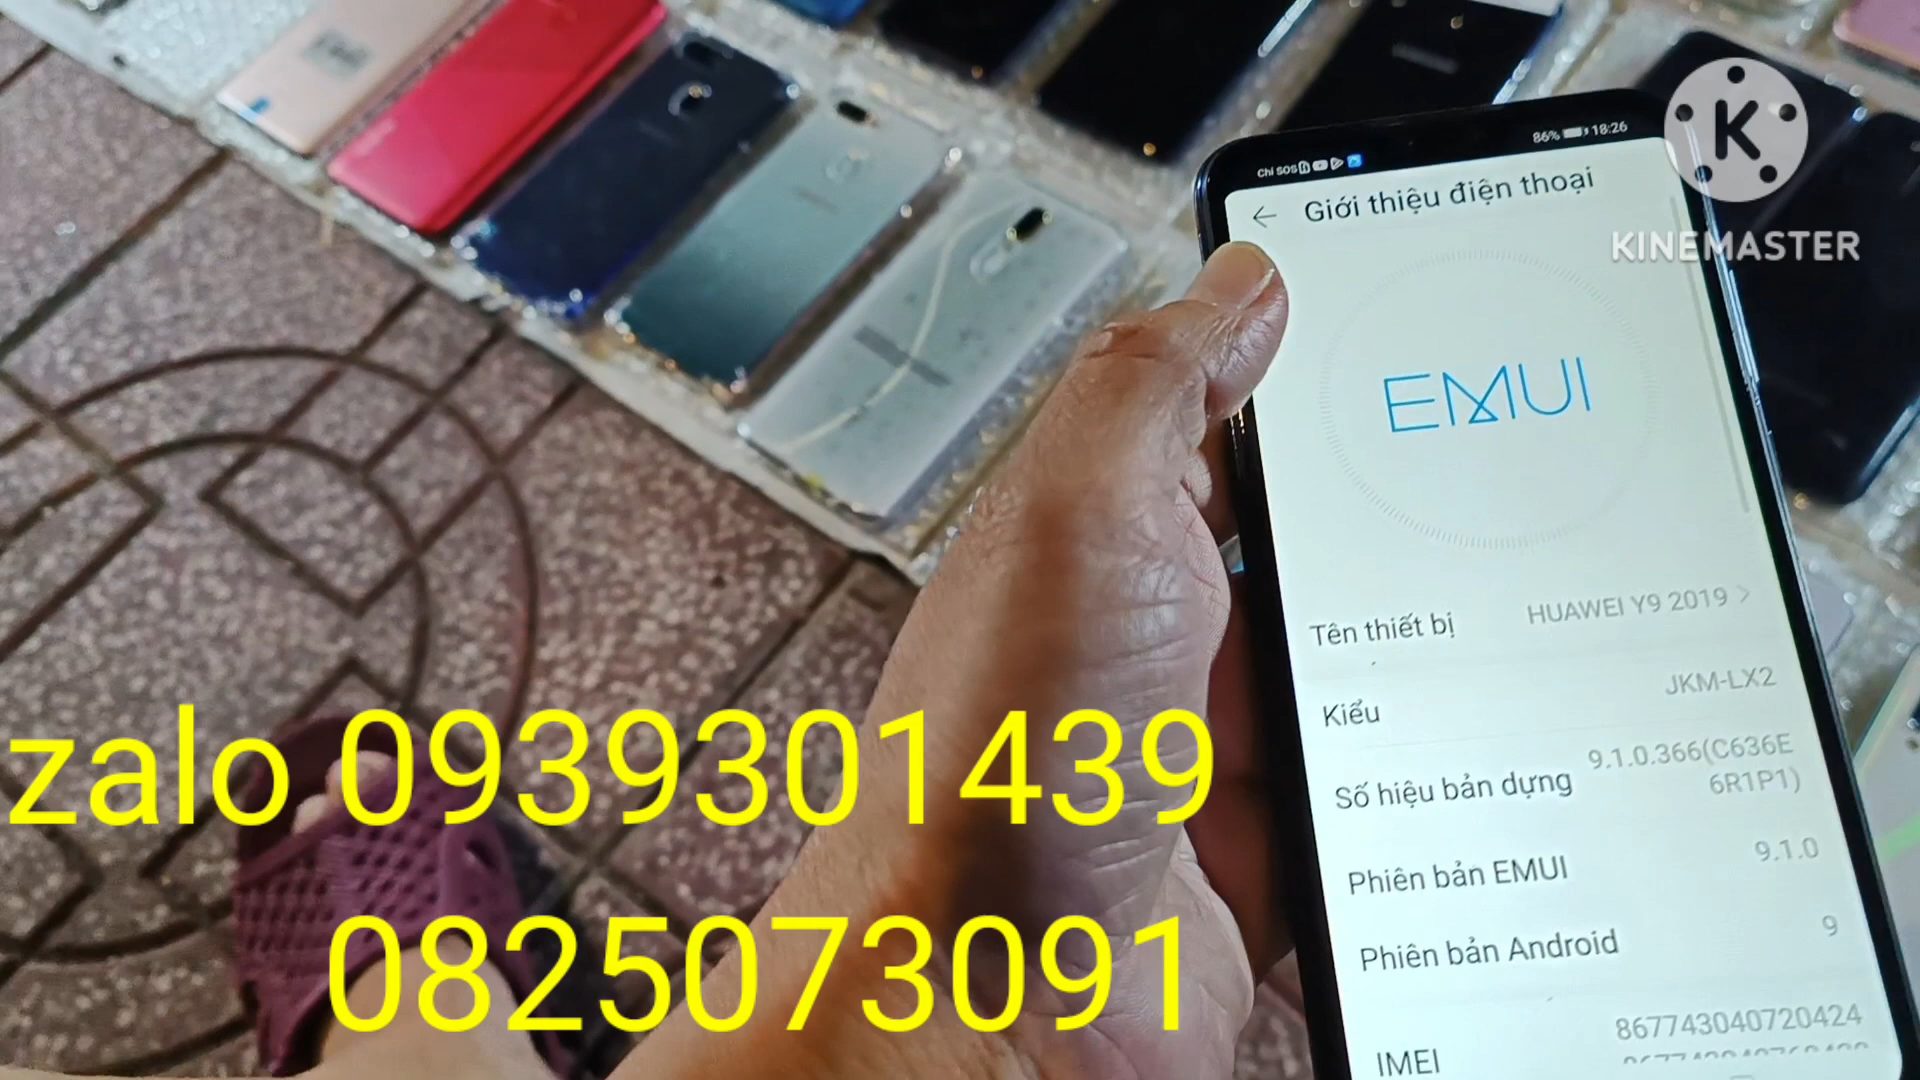 86% 18:26
Chỉ SOS
← Giới thiệu điện thoại
K
KINEMASTER
EMUI
Tên thiết bị HUAWEI Y9 2019 >
Kiểu JKM-LX2
Số hiệu bản dựng 9.1.0.366(C636E
6R1P1)
Phiên bản EMUI 9.1.0
Phiên bản Android 9
IMEI 867743040720424
zalo 0939301439
0825073091